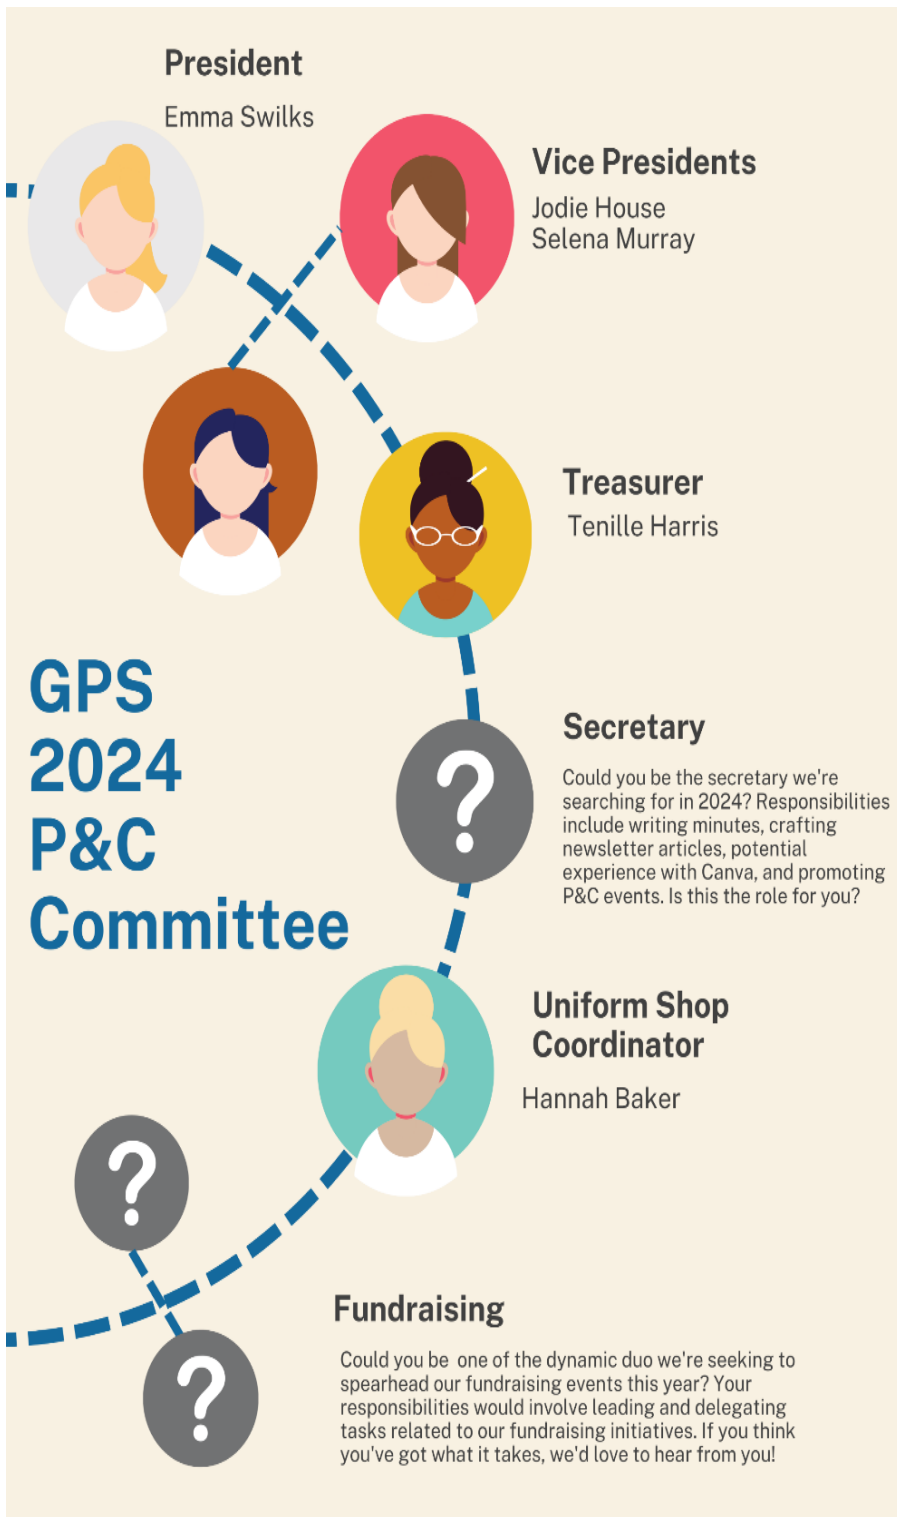 President
Emma Swilks
Vice Presidents
Jodie House
Selena Murray
Treasurer
Tenille Harris
GPS
2024
P&C
Committee
Secretary
Could you be the secretary we're
searching for in 2024? Responsibilities
include writing minutes, crafting
newsletter articles, potential
experience with Canva, and promoting
P&C events. Is this the role for you?
Uniform Shop
Coordinator
Hannah Baker
?
?
?
Fundraising
Could you be  one of the dynamic duo we're seeking to
spearhead our fundraising events this year? Your
responsibilities would involve leading and delegating
tasks related to our fundraising initiatives. If you think
you've got what it takes, we'd love to hear from you!